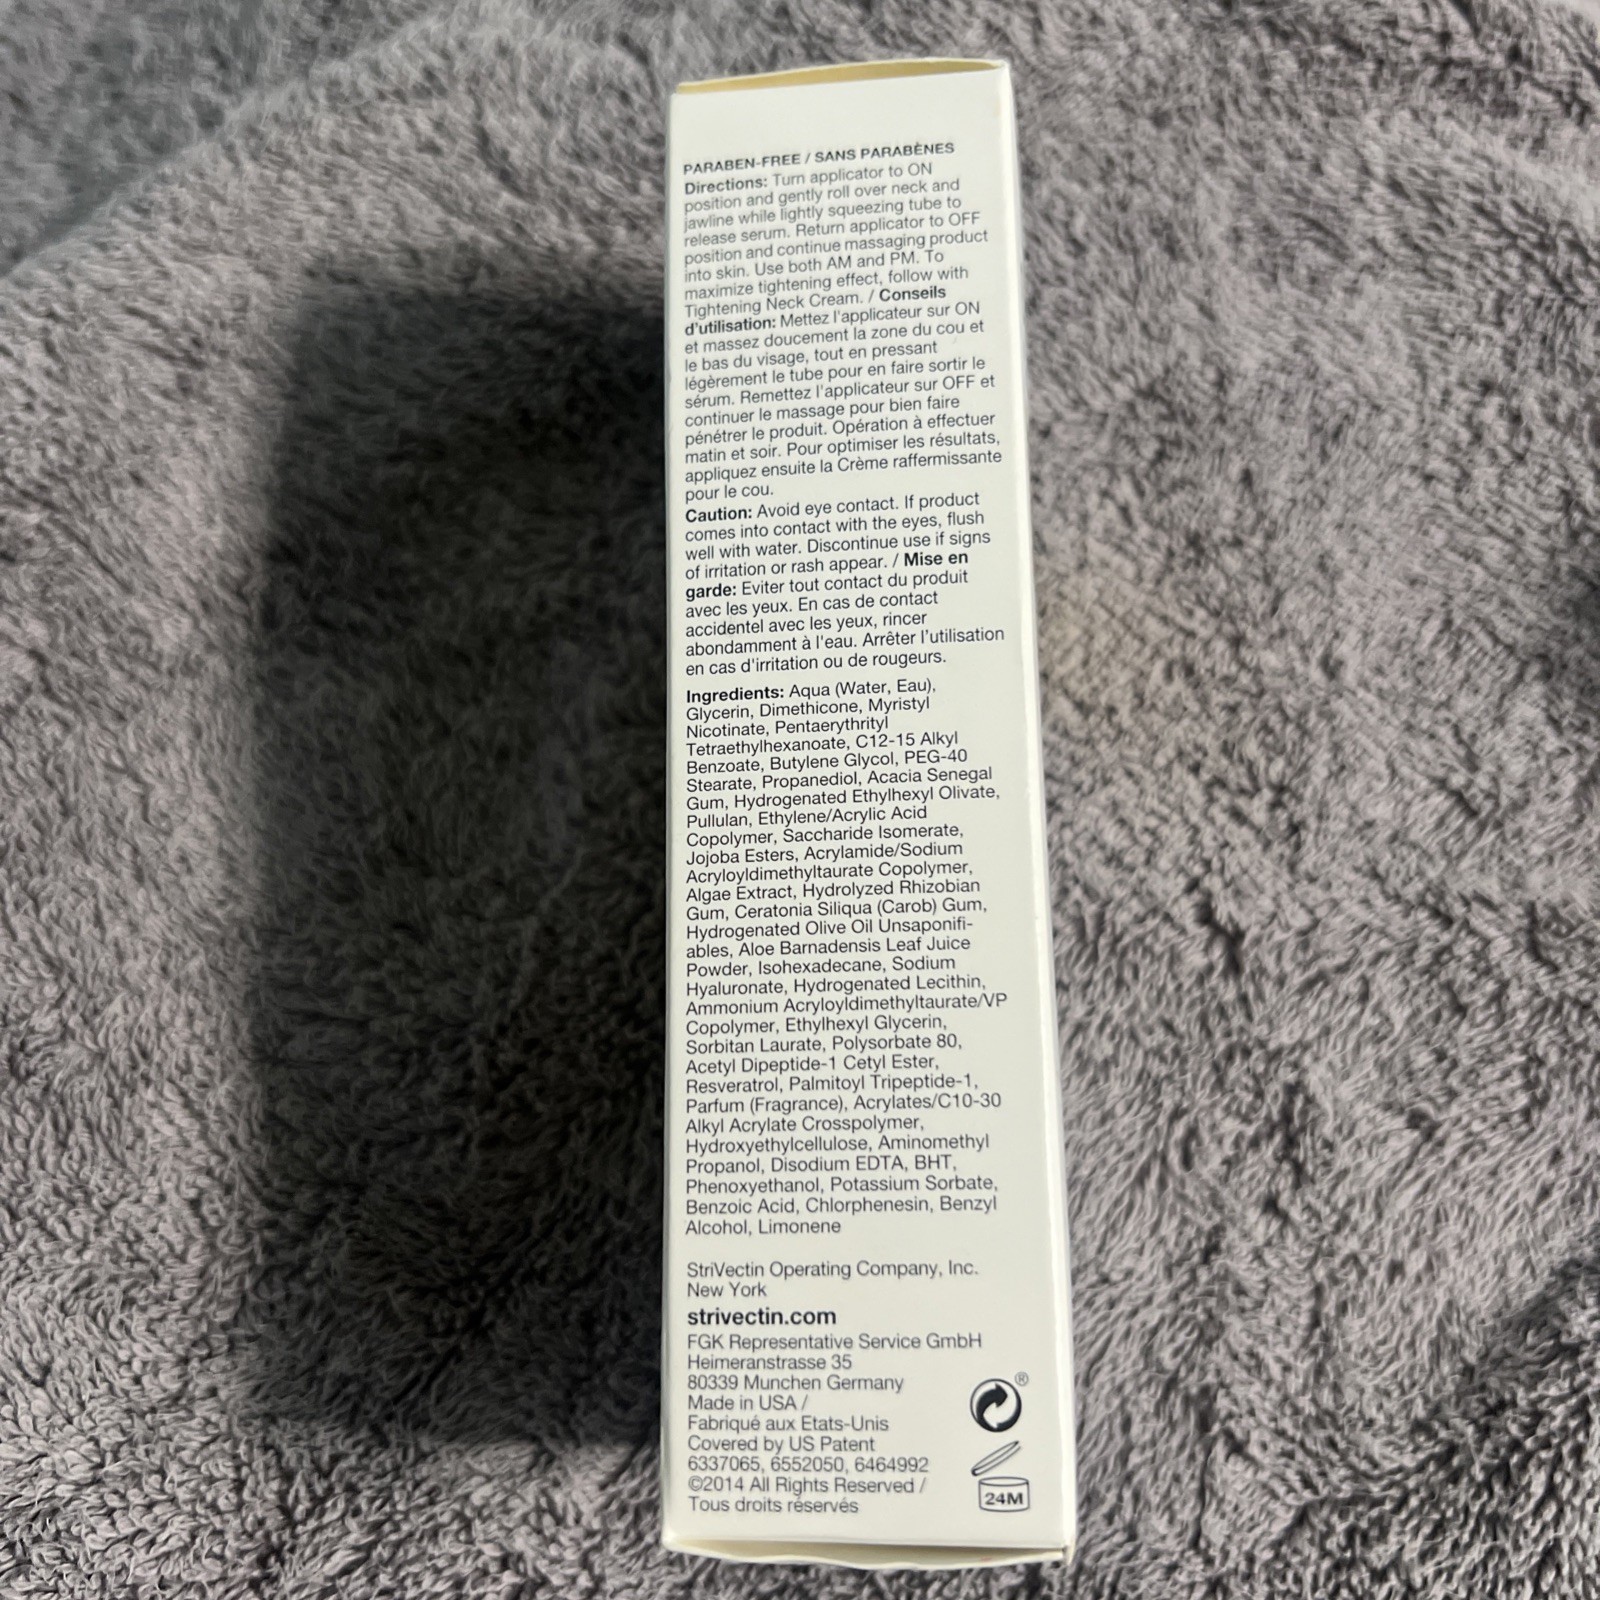 PARABEN-FREE / SANS PARABÈNES
Directions: Turn applicator to ON
position and gently roll over neck and
jawline while lightly squeezing tube to
release serum. Return applicator to OFF
position and continue massaging product
into skin. Use both AM and PM. To
maximize tightening effect, follow with
Tightening Neck Cream. / Conseils
d'utilisation: Mettez l'applicateur sur ON
et massez doucement la zone du cou et
le bas du visage, tout en pressant
légèrement le tube pour en faire sortir le
sérum. Remettez l'applicateur sur OFF et
continuer le massage pour bien faire
pénétrer le produit. Opération à effectuer
matin et soir. Pour optimiser les résultats,
appliquez ensuite la Crème raffermissante
pour le cou.
Caution: Avoid eye contact. If product
comes into contact with the eyes, flush
well with water. Discontinue use if signs
of irritation or rash appear. / Mise en
garde: Eviter tout contact du produit
avec les yeux. En cas de contact
accidentel avec les yeux, rincer
abondamment à l'eau. Arrêter l'utilisation
en cas d'irritation ou de rougeurs.
Ingredients: Aqua (Water, Eau),
Glycerin, Dimethicone, Myristyl
Nicotinate, Pentaerythrityl
Tetraethylhexanoate, C12-15 Alkyl
Benzoate, Butylene Glycol, PEG-40
Stearate, Propanediol, Acacia Senegal
Gum, Hydrogenated Ethylhexyl Olivate,
Pullulan, Ethylene/Acrylic Acid
Copolymer, Saccharide Isomerate,
Jojoba Esters, Acrylamide/Sodium
Acryloyldimethyltaurate Copolymer,
Algae Extract, Hydrolyzed Rhizobian
Gum, Ceratonia Siliqua (Carob) Gum,
Hydrogenated Olive Oil Unsaponifi-
ables, Aloe Barnadensis Leaf Juice
Powder, Isohexadecane, Sodium
Hyaluronate, Hydrogenated Lecithin,
Ammonium Acryloyldimethyltaurate/VP
Copolymer, Ethylhexyl Glycerin,
Sorbitan Laurate, Polysorbate 80,
Acetyl Dipeptide-1 Cetyl Ester,
Resveratrol, Palmitoyl Tripeptide-1,
Parfum (Fragrance), Acrylates/C10-30
Alkyl Acrylate Crosspolymer,
Hydroxyethylcellulose, Aminomethyl
Propanol, Disodium EDTA, BHT,
Phenoxyethanol, Potassium Sorbate,
Benzoic Acid, Chlorphenesin, Benzyl
Alcohol, Limonene
StriVectin Operating Company, Inc.
New York
strivectin.com
FGK Representative Service GmbH
Heimeranstrasse 35
80339 Munchen Germany
Made in USA /
Fabriqué aux Etats-Unis
Covered by US Patent
6337065, 6552050, 6464992
©2014 All Rights Reserved /
Tous droits réservés
®
24M